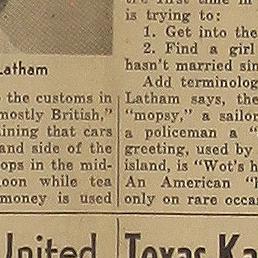 Latham
the customs in
mostly British,"
ining that cars
and side of the
ops in the mid-
oon while tea
money is used
is trying to:
1. Get into the
2. Find a girl
hasn't married sin
Add terminolog
Latham says, the
"mopsy," a sailor
a policeman a "
greeting, used by
island, is "Wot's h
An American "
only on rare occa
United
Texas Ka